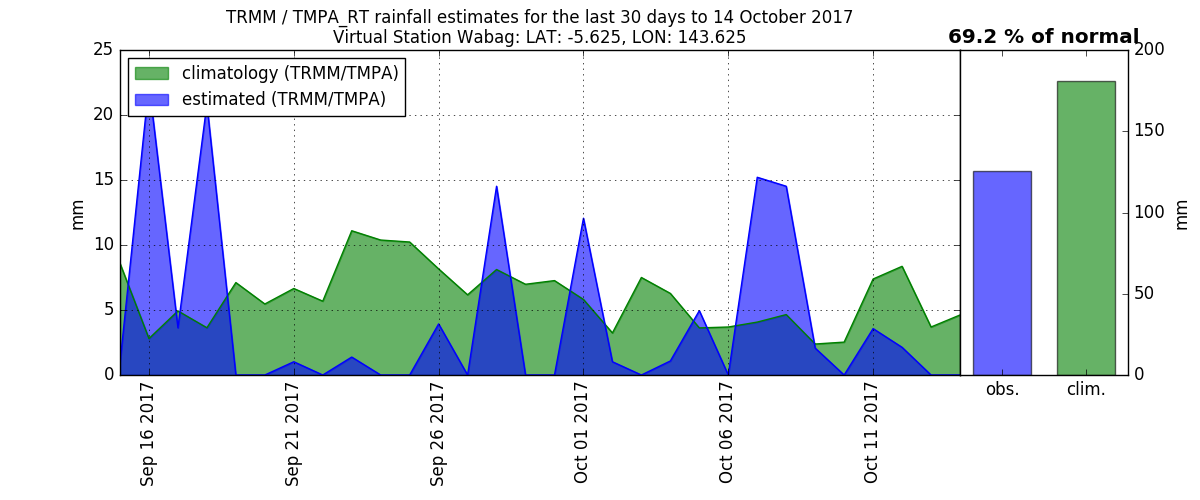 TRMM / TMPA_RT rainfall estimates for the last 30 days to 14 October 2017
Virtual Station Wabag: LAT: -5.625, LON: 143.625
69.2 % of normal
climatology (TRMM/TMPA)
estimated (TRMM/TMPA)
25
20
15
10
5
0
mm
200
150
100
50
0
mm
Sep 16 2017
Sep 21 2017
Sep 26 2017
Oct 01 2017
Oct 06 2017
Oct 11 2017
obs.
clim.